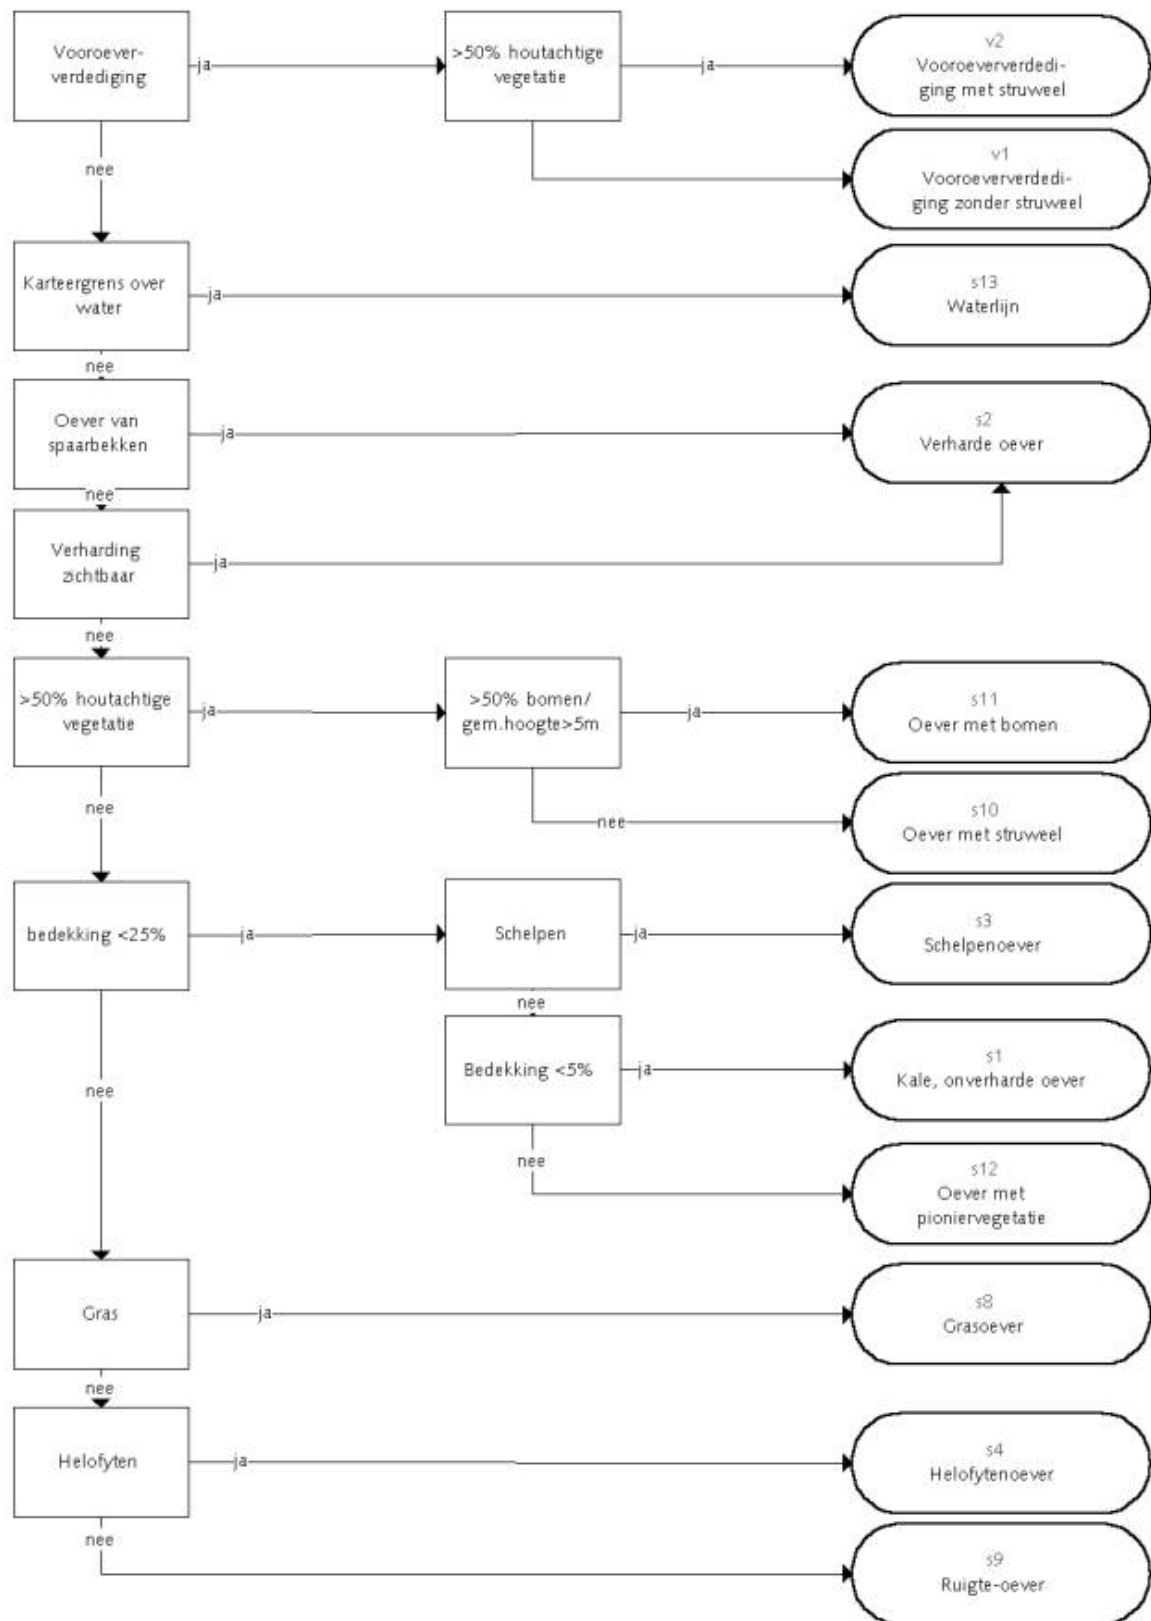 Vooroever-
verdediging
ja
>50% houtachtige
vegetatie
ja
v2
Vooroeververdedi-
ging met struweel
v1
Vooroeververdedi-
ging zonder struweel
nee
Karteergrens over
water
ja
s13
Waterlijn
nee
Oever van
spaarbekken
ja
s2
Verharde oever
nee
Verharding
zichtbaar
ja
nee
>50% houtachtige
vegetatie
ja
>50% bomen/
gem.hoogte>5m
ja
s11
Oever met bomen
nee
s10
Oever met struweel
nee
bedekking <25%
ja
Schelpen
ja
s3
Schelpenoever
nee
Bedekking <5%
ja
s1
Kale, onverharde oever
nee
s12
Oever met
pioniervegetatie
nee
Gras
ja
s8
Grasoever
nee
Helofyten
ja
s4
Helofytenoever
nee
s9
Ruigte-oever